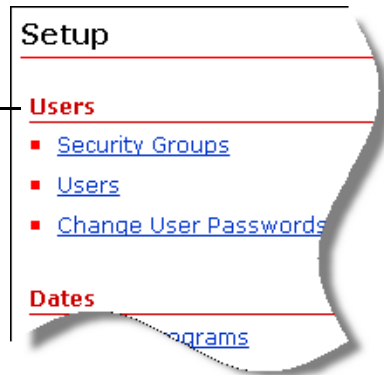 Setup
Users
Security Groups
Users
Change User Passwords
Dates